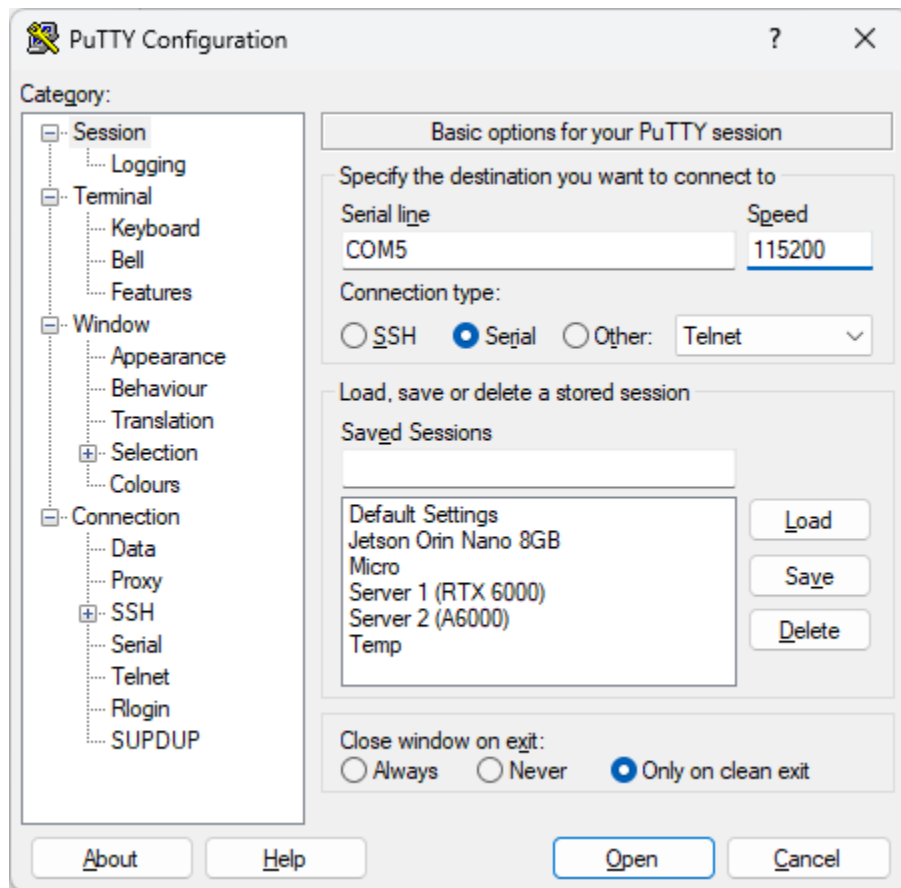 PuTTY Configuration
?
Category:
Session
Logging
Terminal
Keyboard
Bell
Features
Window
Appearance
Behaviour
Translation
Selection
Colours
Connection
Data
Proxy
SSH
Serial
Telnet
Rlogin
SUPDUP
Basic options for your PuTTY session
Specify the destination you want to connect to
Serial line Speed
COM5 115200
Connection type:
SSH Serial Other: Telnet
Load, save or delete a stored session
Saved Sessions
Default Settings
Jetson Orin Nano 8GB
Micro
Server 1 (RTX 6000)
Server 2 (A6000)
Temp
Load
Save
Delete
Close window on exit:
Always Never Only on clean exit
About Help Open Cancel